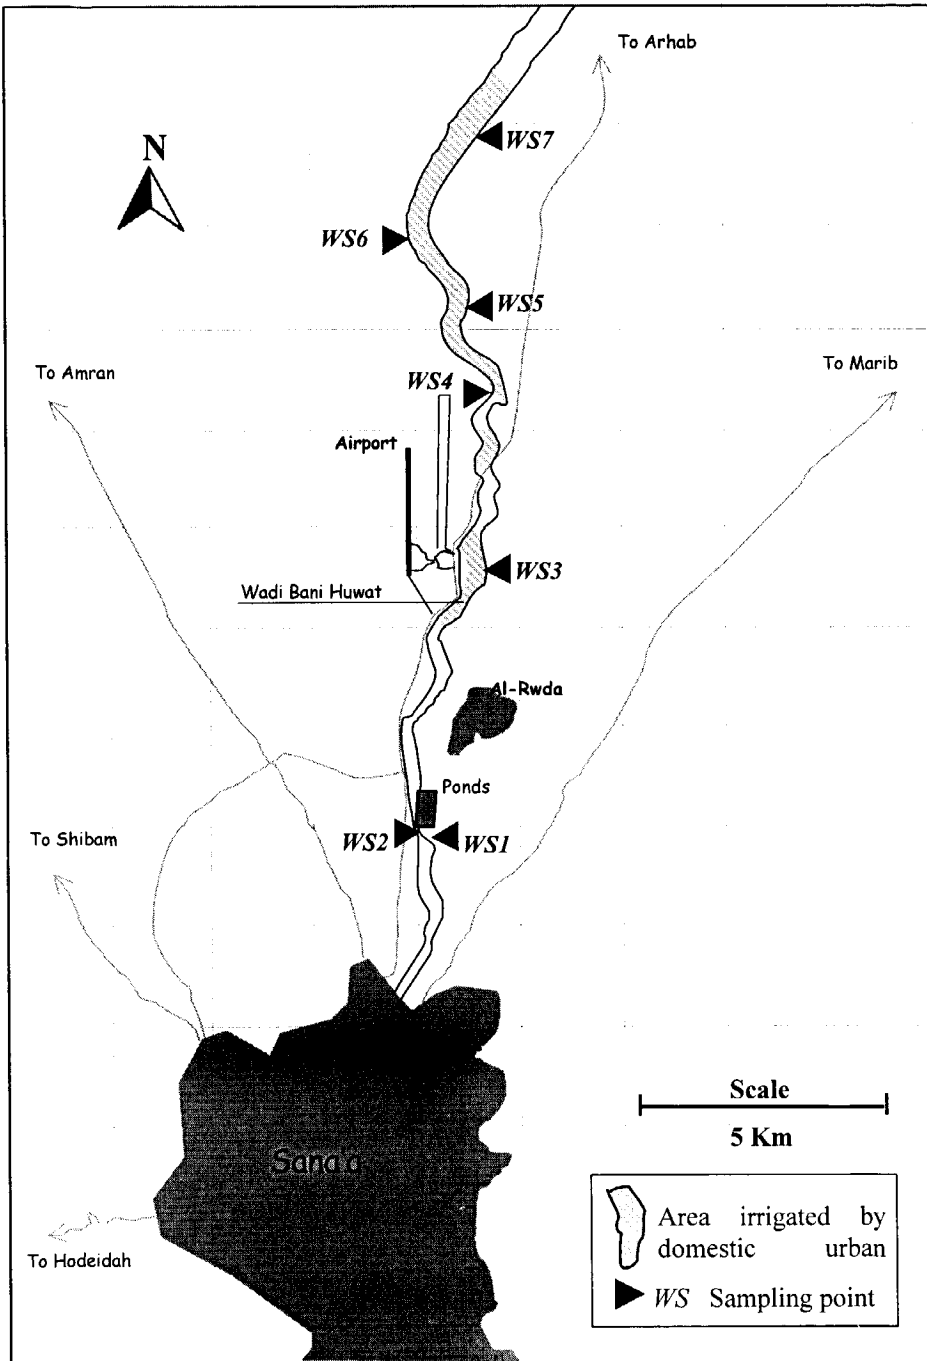 To Arhab
N
WS7
WS6
WS5
To Amran
WS4
To Marib
Airport
WS3
Wadi Bani Huwat
Al-Rwda
Ponds
To Shibam
WS2
WS1
Scale
5 Km
Sana'a
Area irrigated by
domestic urban
To Hodeidah
WS Sampling point